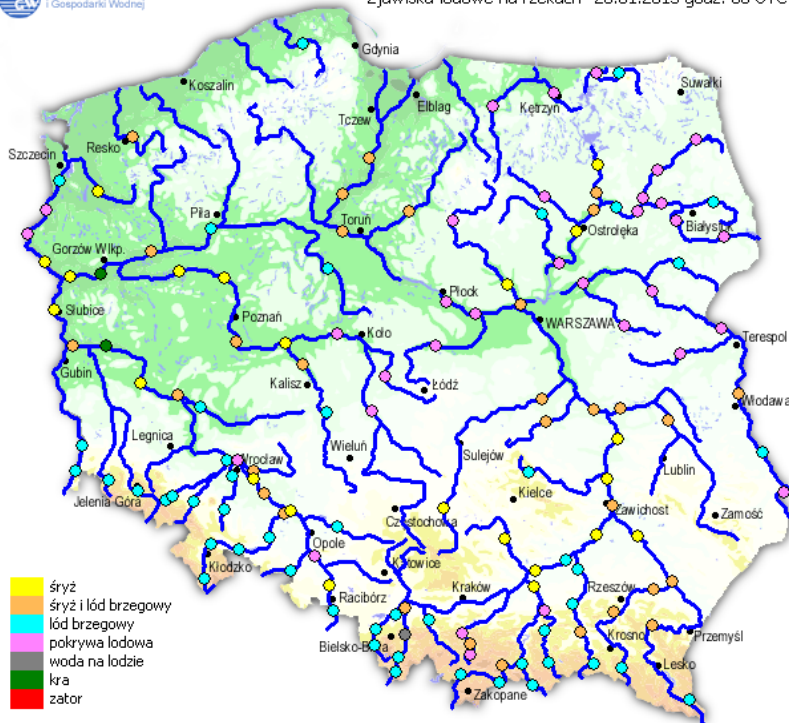 i Gospodarki Wodnej
Gdynia
Koszalin
Elbląg
Tczew
Kętrzyn
Suwałki
Resko
Szczecin
Piła
Toruń
Ostrołęka
Białystok
Gorzów Wlkp.
Płock
Słubice
Poznań
Koło
WARSZAWA
Terespol
Gubin
Kalisz
Łódź
Włodawa
Legnica
Wrocław
Wieluń
Sulejów
Lublin
Jelenia Góra
Kielce
Zawichost
Zamość
Częstochowa
Opole
Kłodzko
Katowice
Kraków
Rzeszów
Racibórz
Bielsko-Biała
Krosno
Przemyśl
Lesko
Zakopane
śryż
śryż i lód brzegowy
lód brzegowy
pokrywa lodowa
woda na lodzie
kra
zator